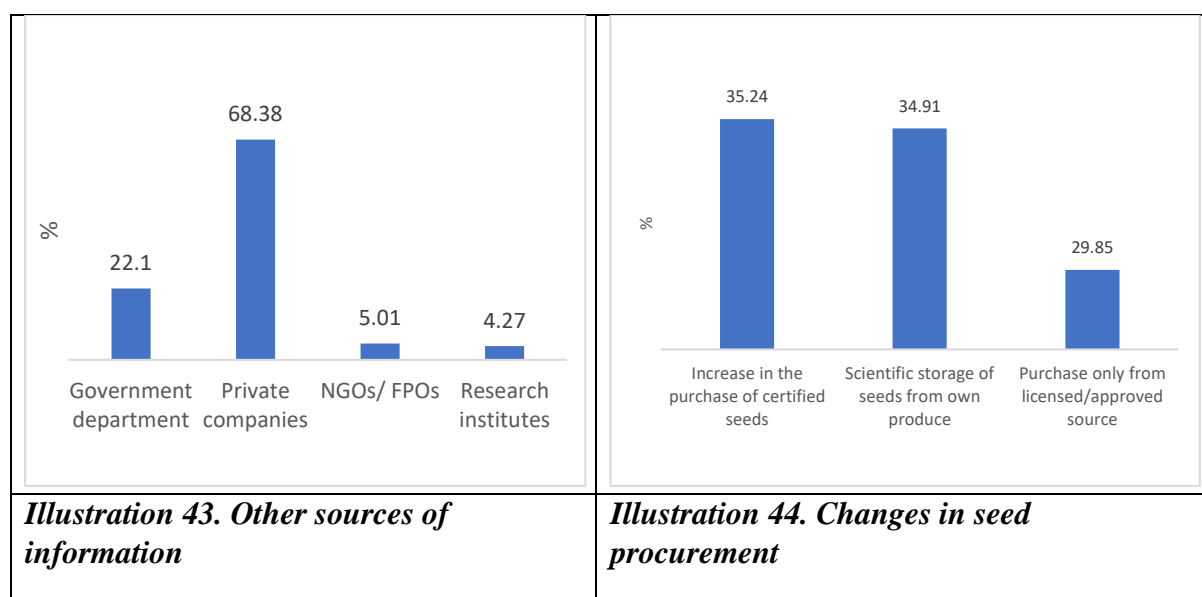 68.38
22.1
5.01
4.27
%
Government
department
Private
companies
NGOs/ FPOs
Research
institutes
Illustration 43. Other sources of
information
35.24
34.91
29.85
%
Increase in the
purchase of certified
seeds
Scientific storage of
seeds from own
produce
Purchase only from
licensed/approved
source
Illustration 44. Changes in seed
procurement